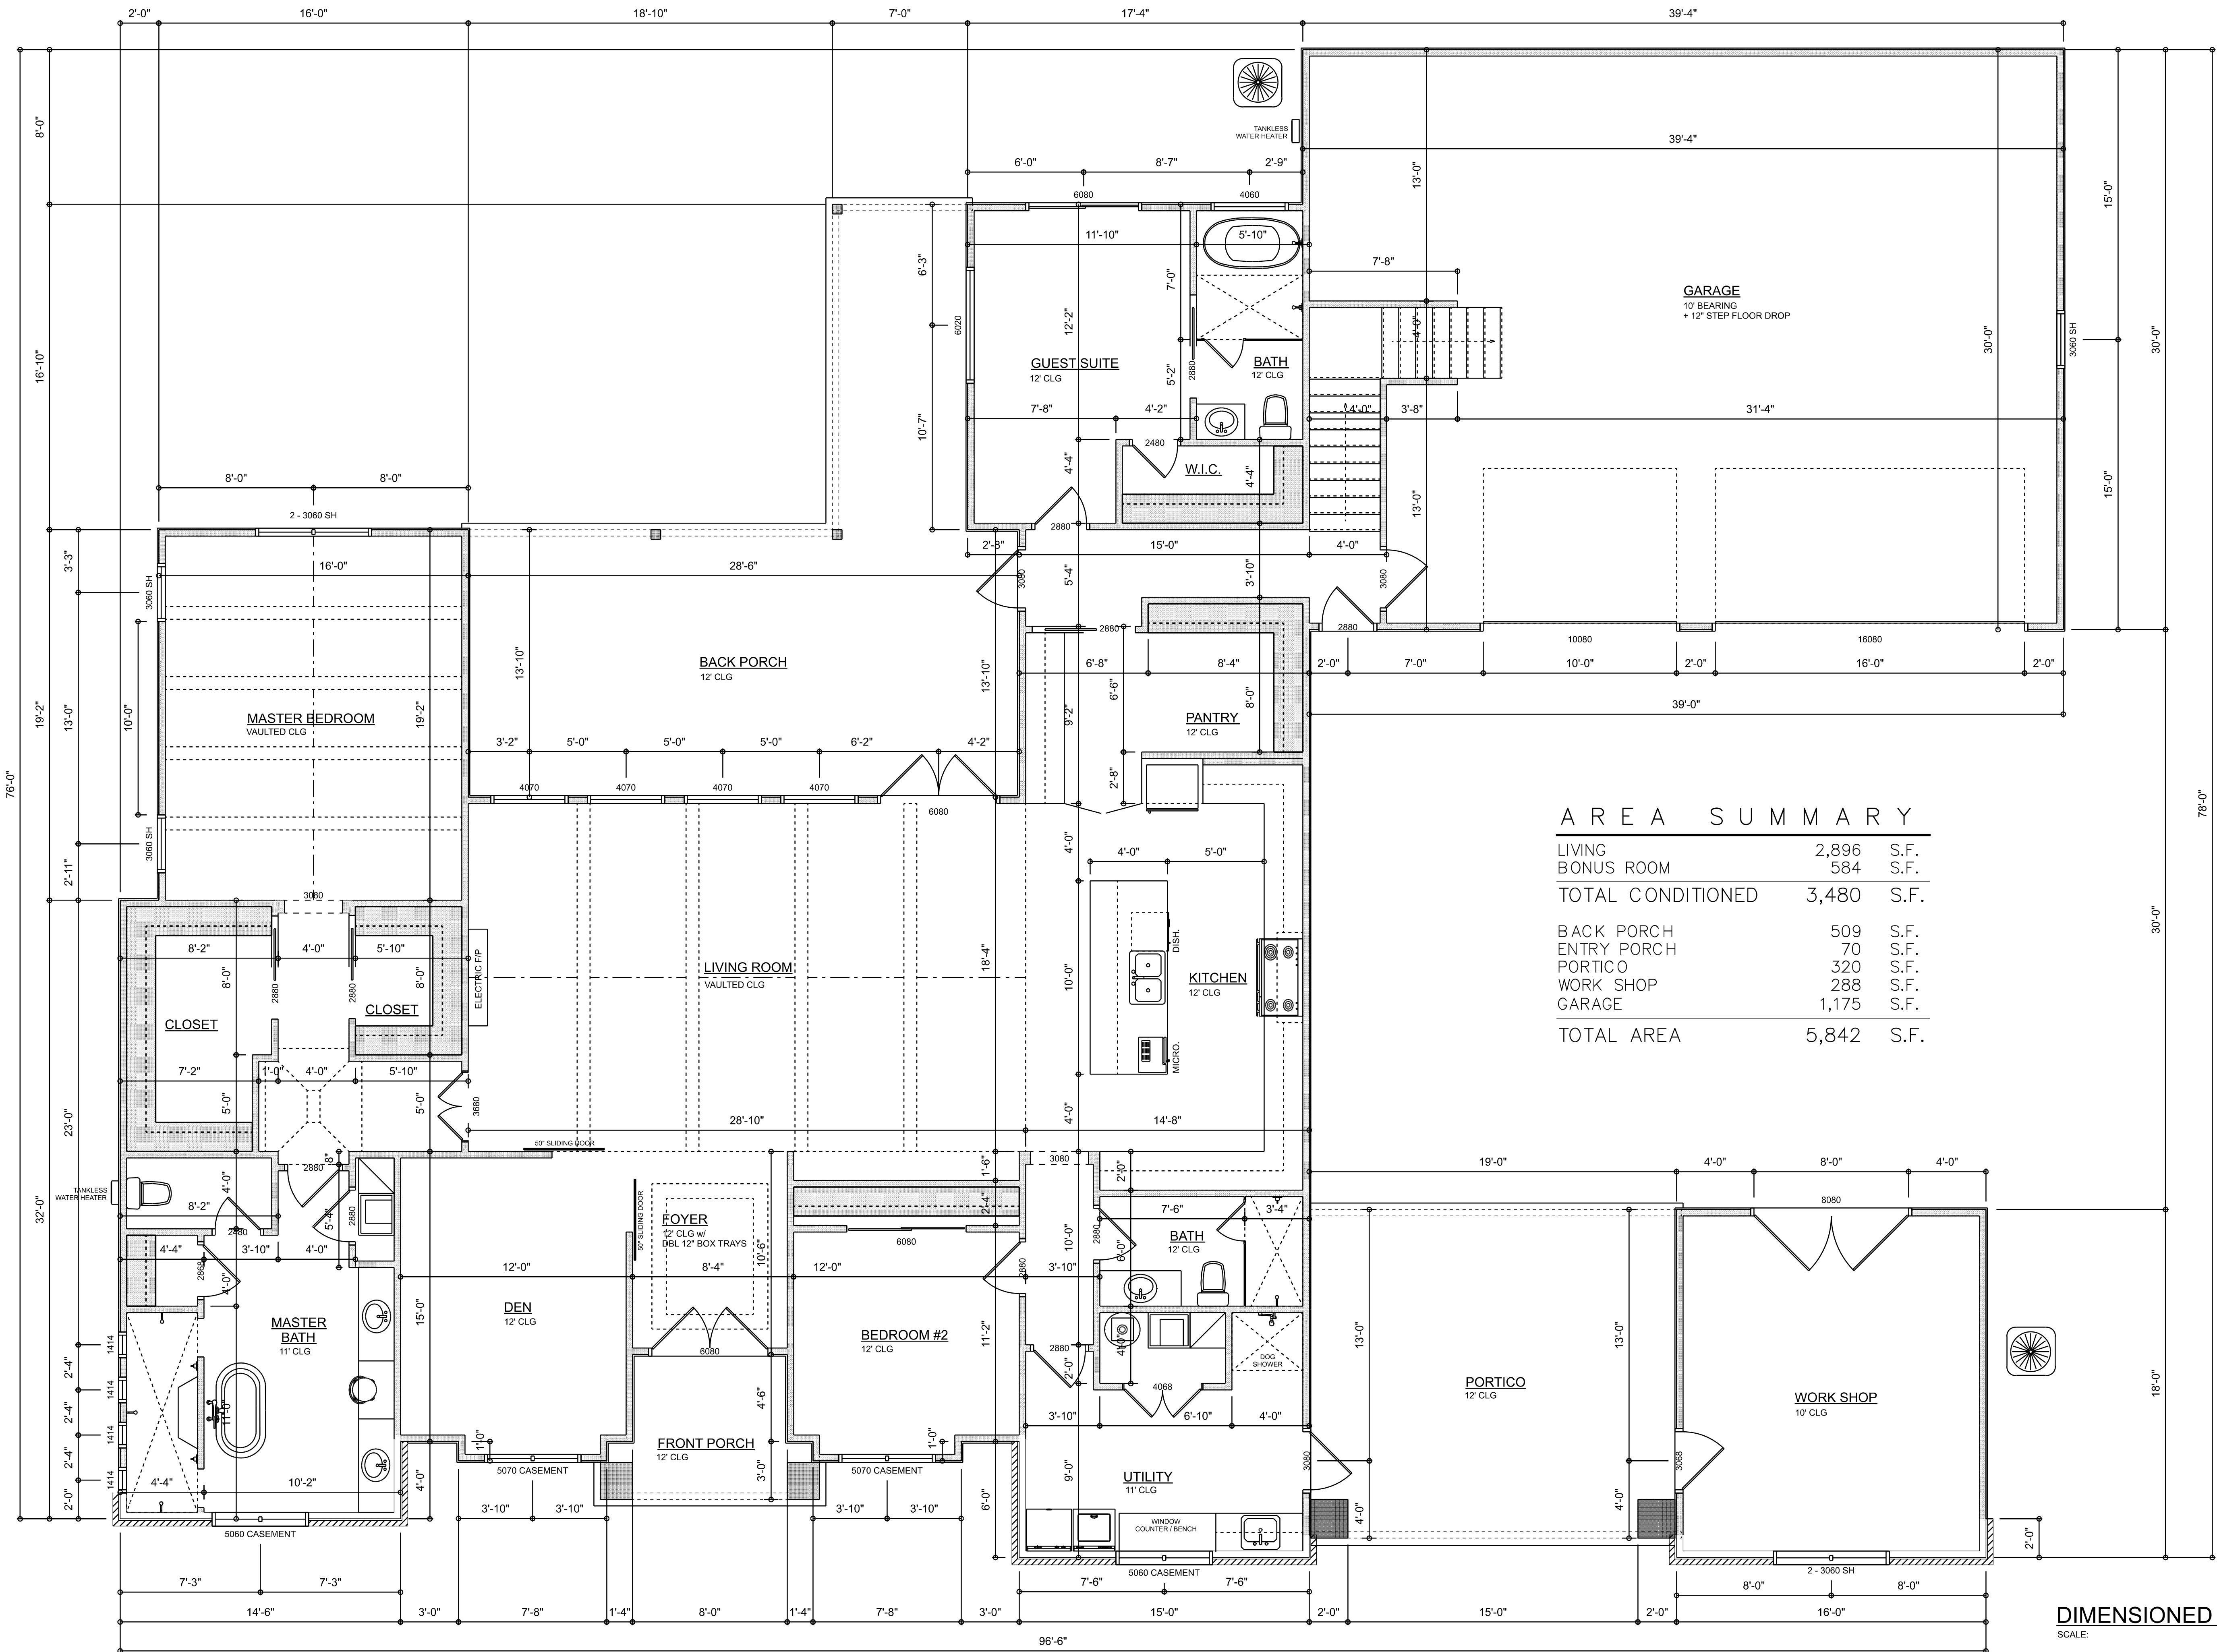 2'-0" 16'-0" 18'-10" 7'-0" 17'-4" 39'-4"
8'-0"
TANKLESS
WATER HEATER
39'-4"
6'-0" 8'-7" 2'-9"
13'-0"
15'-0"
6080 4060
11'-10" 5'-10"
7'-8"
6'-3"
7'-0"
GARAGE
10' BEARING
+ 12" STEP FLOOR DROP
12'-2"
6020
4'-0"
30'-0"
3060 SH
30'-0"
16'-10"
GUEST SUITE
12' CLG
5'-2"
2880
BATH
12' CLG
7'-8" 4'-2"
4'-0" 3'-8" 31'-4"
10'-7"
2480
4'-4"
W.I.C.
4'-4"
8'-0" 8'-0"
13'-0"
15'-0"
2 - 3060 SH
2880
2'-8" 15'-0" 4'-0"
3'-3"
16'-0" 28'-6"
3080
5'-4"
3'-10"
3080
3060 SH
2880 2880
10080 16080
BACK PORCH
12' CLG
13'-10"
13'-10"
6'-8" 8'-4" 2'-0" 7'-0" 10'-0" 2'-0" 16'-0" 2'-0"
6'-6"
8'-0"
39'-0"
19'-2"
13'-0"
10'-0"
MASTER BEDROOM
VAULTED CLG
19'-2"
9'-2"
PANTRY
12' CLG
3'-2" 5'-0" 5'-0" 5'-0" 6'-2" 4'-2"
76'-0"
2'-8"
4070 4070 4070 4070
6080
78'-0"
AREA SUMMARY
LIVING 2,896 S.F.
BONUS ROOM 584 S.F.
TOTAL CONDITIONED 3,480 S.F.
BACK PORCH 509 S.F.
ENTRY PORCH 70 S.F.
PORTICO 320 S.F.
WORK SHOP 288 S.F.
GARAGE 1,175 S.F.
TOTAL AREA 5,842 S.F.
3060 SH
2'-11"
4'-0"
4'-0" 5'-0"
3080
30'-0"
8'-2" 4'-0" 5'-10"
8'-0"
2880
2880
8'-0"
ELECTRIC F/P
LIVING ROOM
VAULTED CLG
18'-4"
10'-0"
DISH.
KITCHEN
12' CLG
CLOSET
CLOSET
MICRO.
7'-2" 1'-0" 4'-0" 5'-10"
5'-0"
5'-0"
3680
23'-0"
28'-10" 14'-8"
4'-0"
50" SLIDING DOOR
3080
8"
2880
1'-6"
2'-0"
19'-0" 4'-0" 8'-0" 4'-0"
TANKLESS
WATER HEATER
4'-0"
8'-2"
5'-4"
2880
2'-4"
8080
32'-0"
50" SLIDING DOOR
FOYER
12' CLG w/
DBL 12" BOX TRAYS
10'-6"
7'-6" 3'-4"
2480
6080
10'-0"
2880
BATH
12' CLG
6'-0"
4'-4" 3'-10" 4'-0"
2868
4'-0"
12'-0" 8'-4" 12'-0"
2880
3'-10"
DEN
12' CLG
15'-0"
MASTER
BATH
11' CLG
BEDROOM #2
12' CLG
11'-2"
6080
2880
4'-0"
2'-0"
DOG
SHOWER
13'-0"
13'-0"
1414
2'-4"
1414
2'-4"
1414
2'-4"
1414
2'-0"
4068
PORTICO
12' CLG
WORK SHOP
10' CLG
18'-0"
11'-0"
4'-6"
3'-10" 6'-10" 4'-0"
1'-0"
1'-0"
FRONT PORCH
12' CLG
3'-0"
3080
3068
4'-4" 10'-2"
4'-0"
5070 CASEMENT 5070 CASEMENT
UTILITY
11' CLG
9'-0"
6'-0"
3'-10" 3'-10" 3'-10" 3'-10"
WINDOW
COUNTER / BENCH
4'-0"
4'-0"
2'-0"
5060 CASEMENT
5060 CASEMENT
2 - 3060 SH
7'-3" 7'-3" 7'-6" 7'-6" 8'-0" 8'-0"
14'-6" 3'-0" 7'-8" 1'-4" 8'-0" 1'-4" 7'-8" 3'-0" 15'-0" 2'-0" 15'-0" 2'-0" 16'-0"
96'-6"
DIMENSIONED
SCALE: